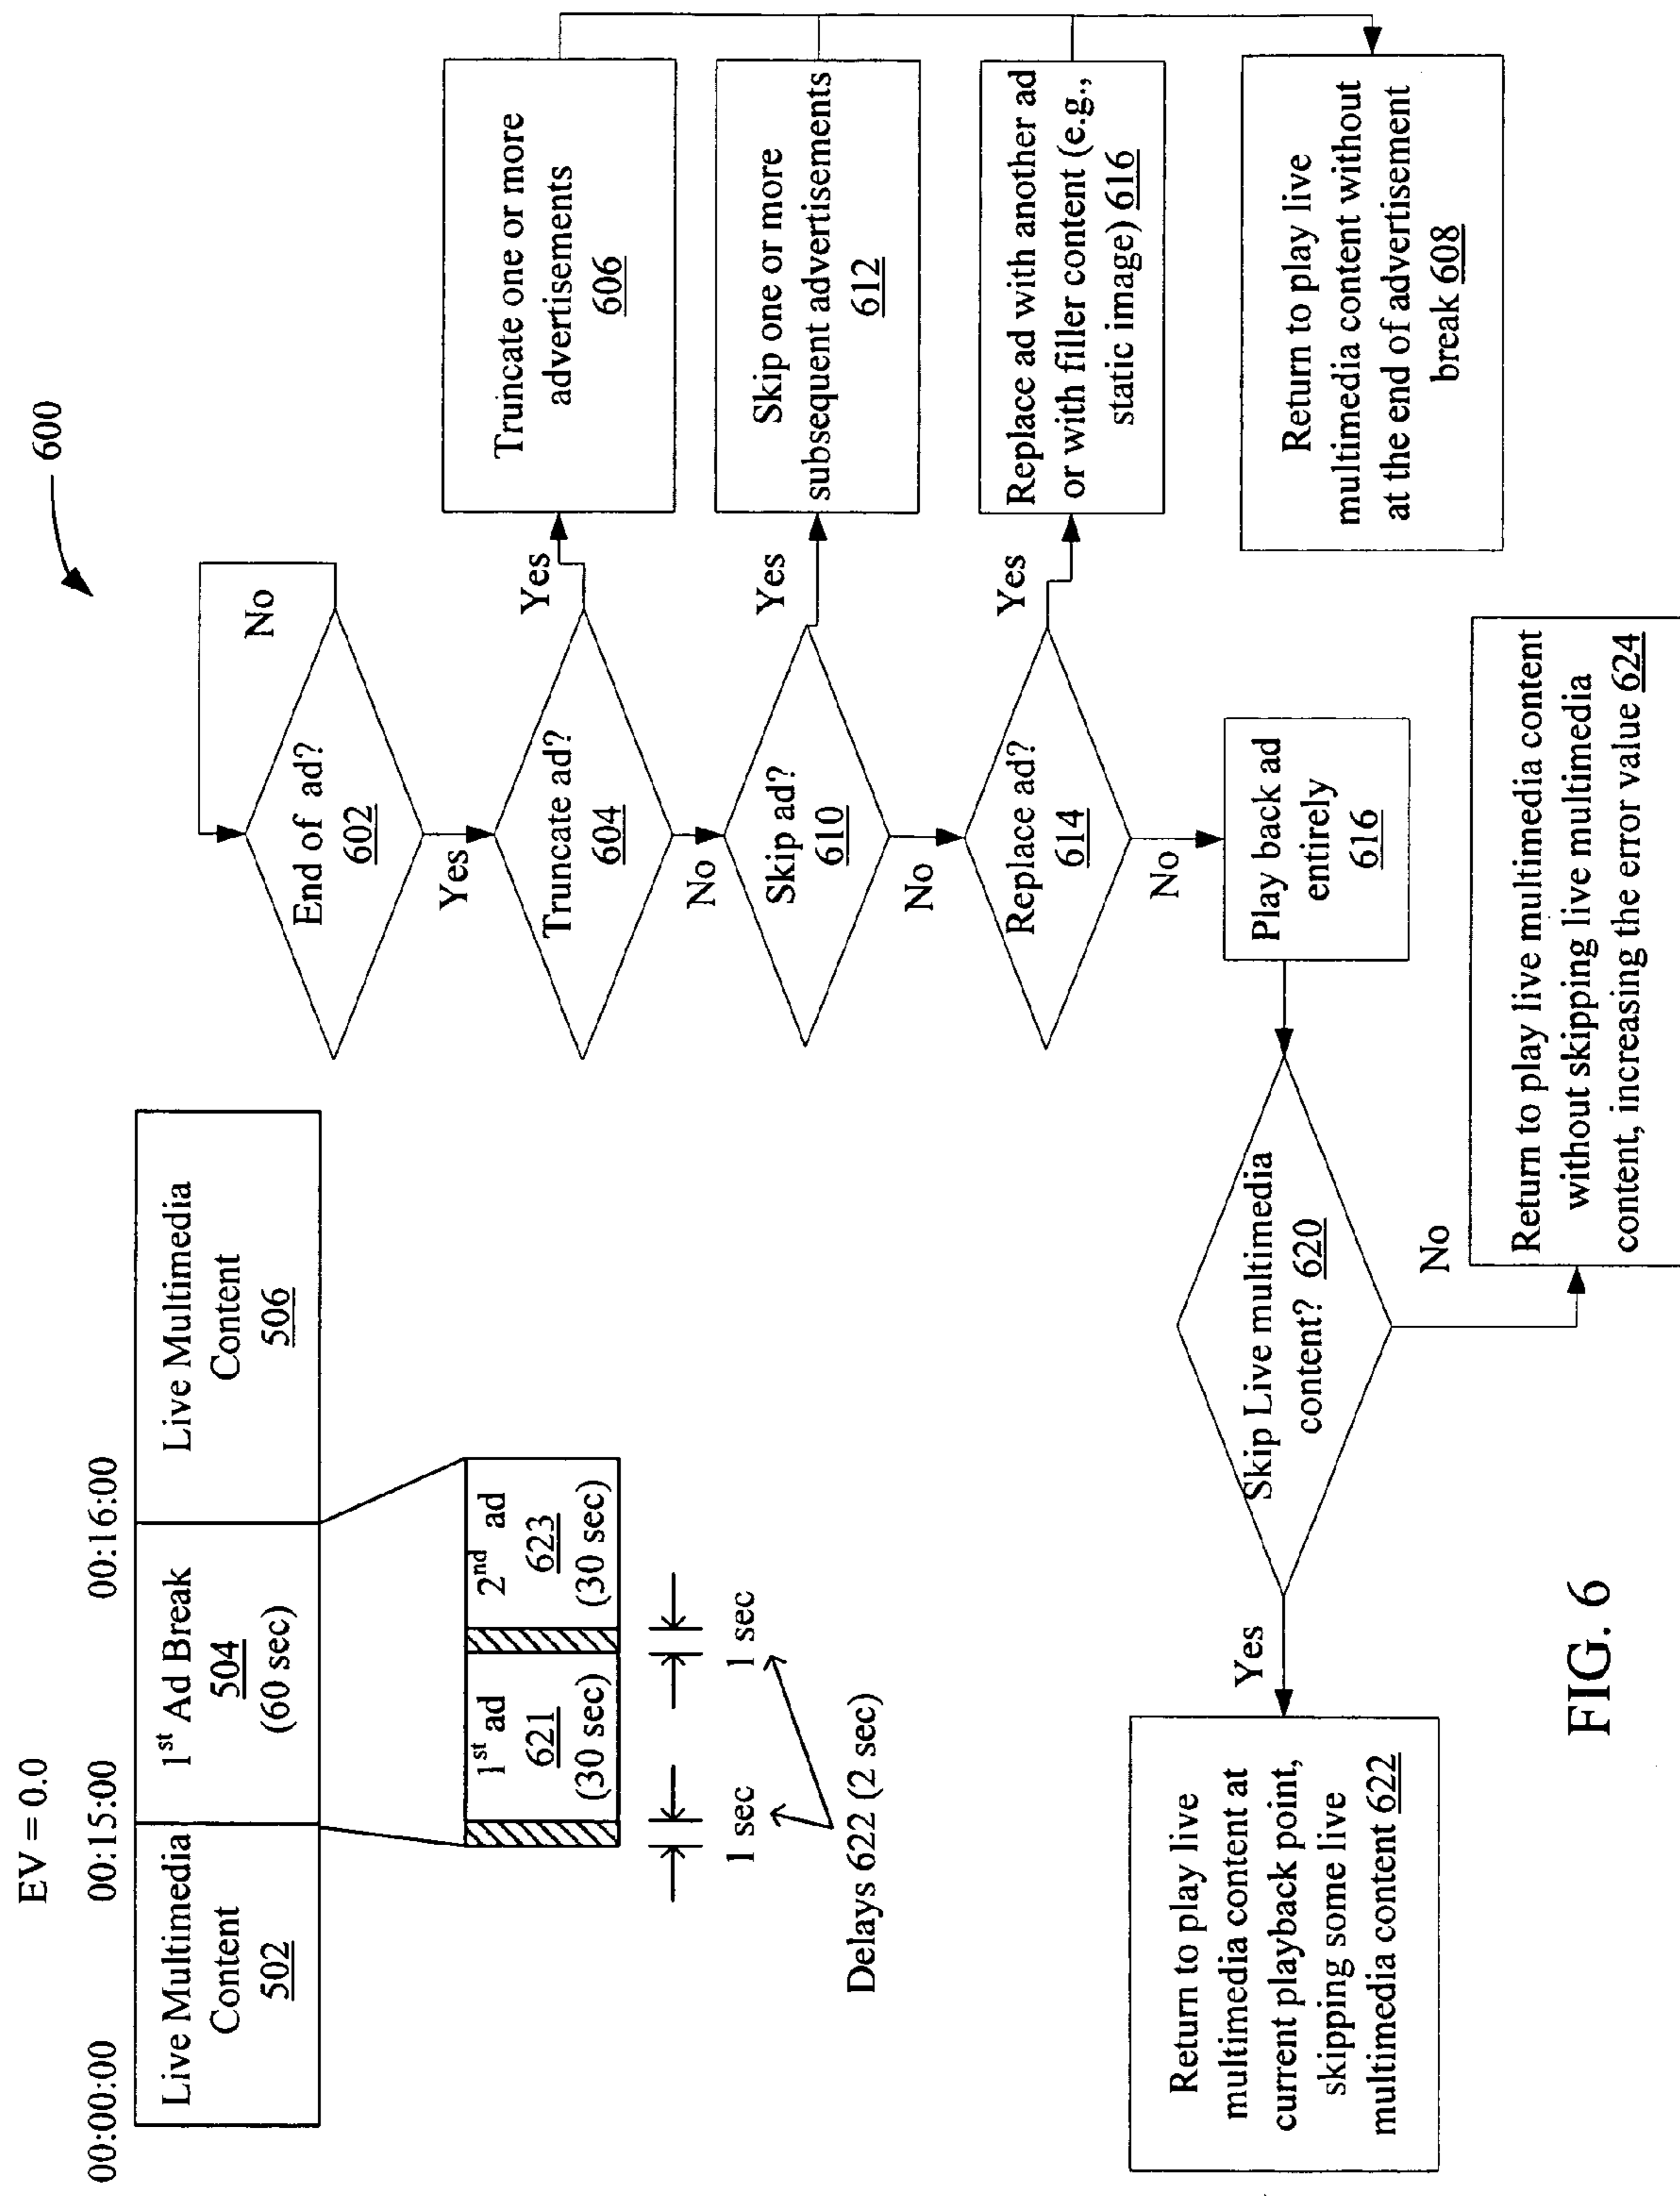 EV = 0.0
00:00:00
00:15:00
00:16:00
Live Multimedia
Content
502
1st Ad Break
504
(60 sec)
Live Multimedia
Content
506
1st ad
621
(30 sec)
2nd ad
623
(30 sec)
1 sec
1 sec
Delays 622 (2 sec)
600
No
End of ad?
602
Yes
Truncate ad?
604
Yes
Truncate one or more
advertisements
606
No
Skip ad?
610
Yes
Skip one or more
subsequent advertisements
612
No
Replace ad?
614
Yes
Replace ad with another ad
or with filler content (e.g.,
static image) 616
No
Play back ad
entirely
616
Return to play live
multimedia content without
at the end of advertisement
break 608
Skip Live multimedia
content? 620
Yes
Return to play live
multimedia content at
current playback point,
skipping some live
multimedia content 622
No
Return to play live multimedia content
without skipping live multimedia
content, increasing the error value 624
FIG. 6